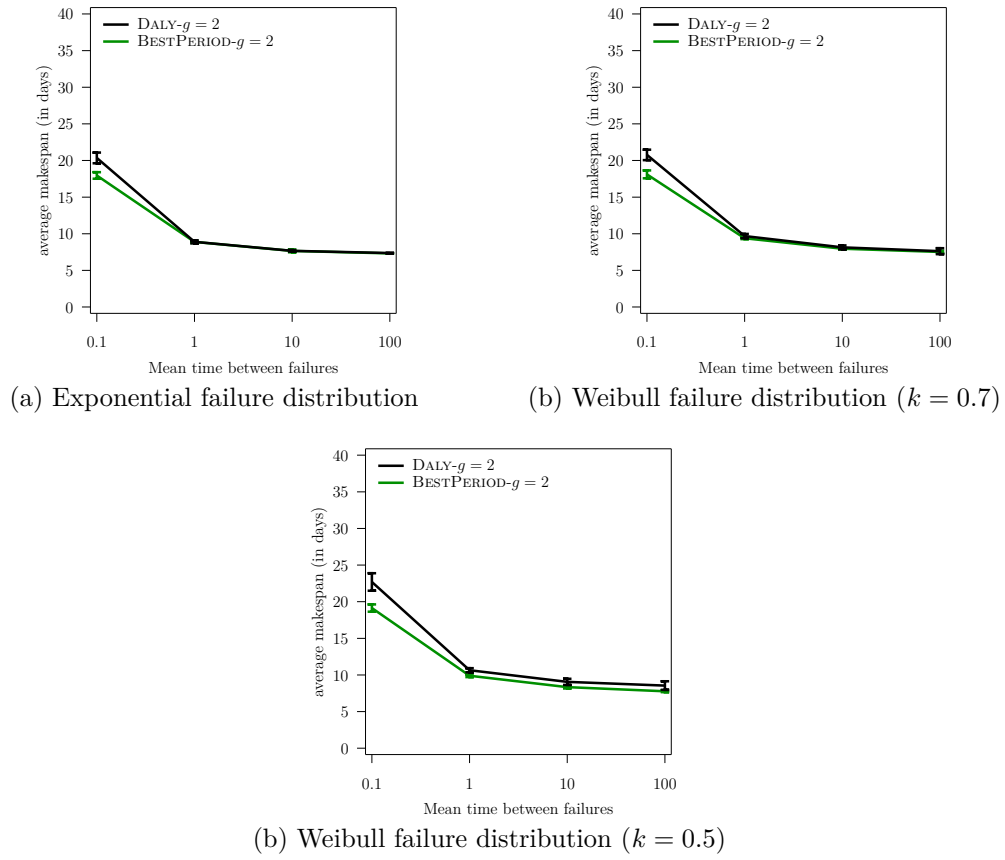 DALY-g = 2
BESTPERIOD-g = 2
40
35
30
25
20
15
10
5
0
average makespan (in days)
0.1 1 10 100
Mean time between failures
(a) Exponential failure distribution
DALY-g = 2
BESTPERIOD-g = 2
40
35
30
25
20
15
10
5
0
average makespan (in days)
0.1 1 10 100
Mean time between failures
(b) Weibull failure distribution (k = 0.7)
DALY-g = 2
BESTPERIOD-g = 2
40
35
30
25
20
15
10
5
0
average makespan (in days)
0.1 1 10 100
Mean time between failures
(b) Weibull failure distribution (k = 0.5)